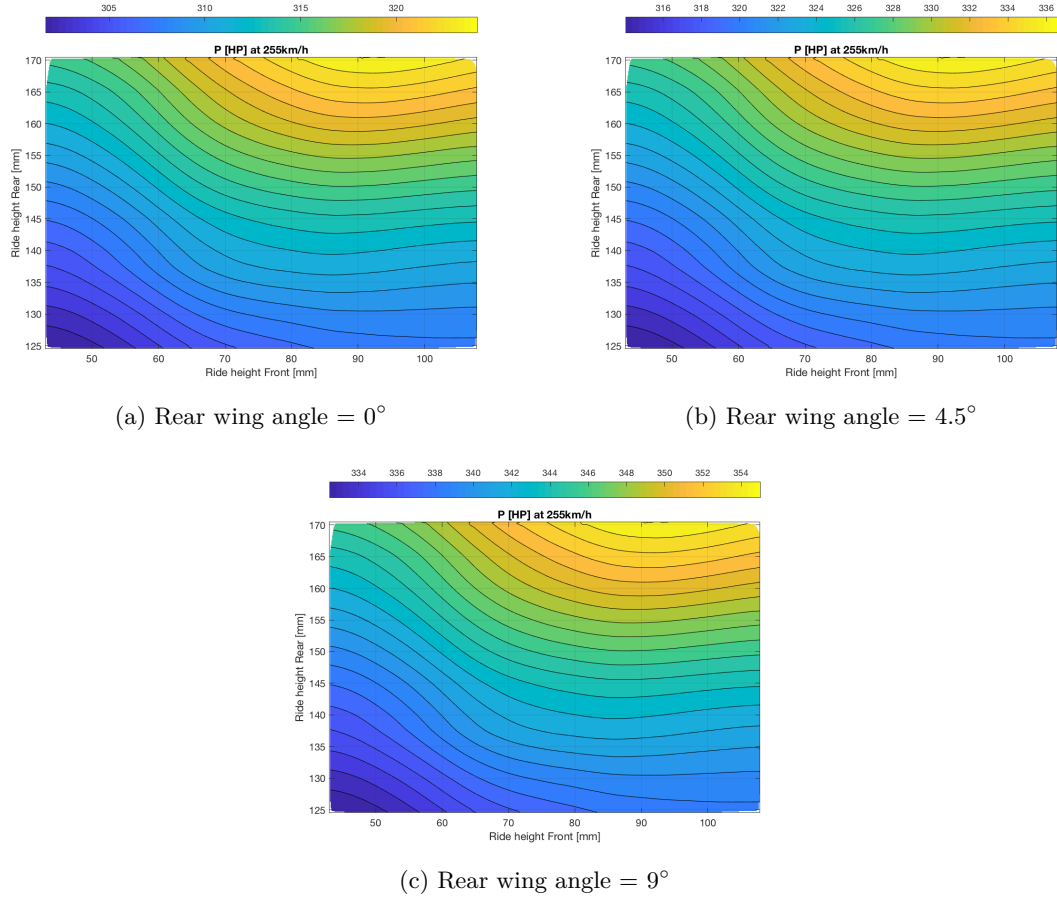 305 310 315 320
P [HP] at 255km/h
170
165
160
155
150
145
140
135
130
125
Ride height Rear [mm]
50 60 70 80 90 100
Ride height Front [mm]
(a) Rear wing angle = 0°
316 318 320 322 324 326 328 330 332 334 336
P [HP] at 255km/h
170
165
160
155
150
145
140
135
130
125
Ride height Rear [mm]
50 60 70 80 90 100
Ride height Front [mm]
(b) Rear wing angle = 4.5°
334 336 338 340 342 344 346 348 350 352 354
P [HP] at 255km/h
170
165
160
155
150
145
140
135
130
125
Ride height Rear [mm]
50 60 70 80 90 100
Ride height Front [mm]
(c) Rear wing angle = 9°